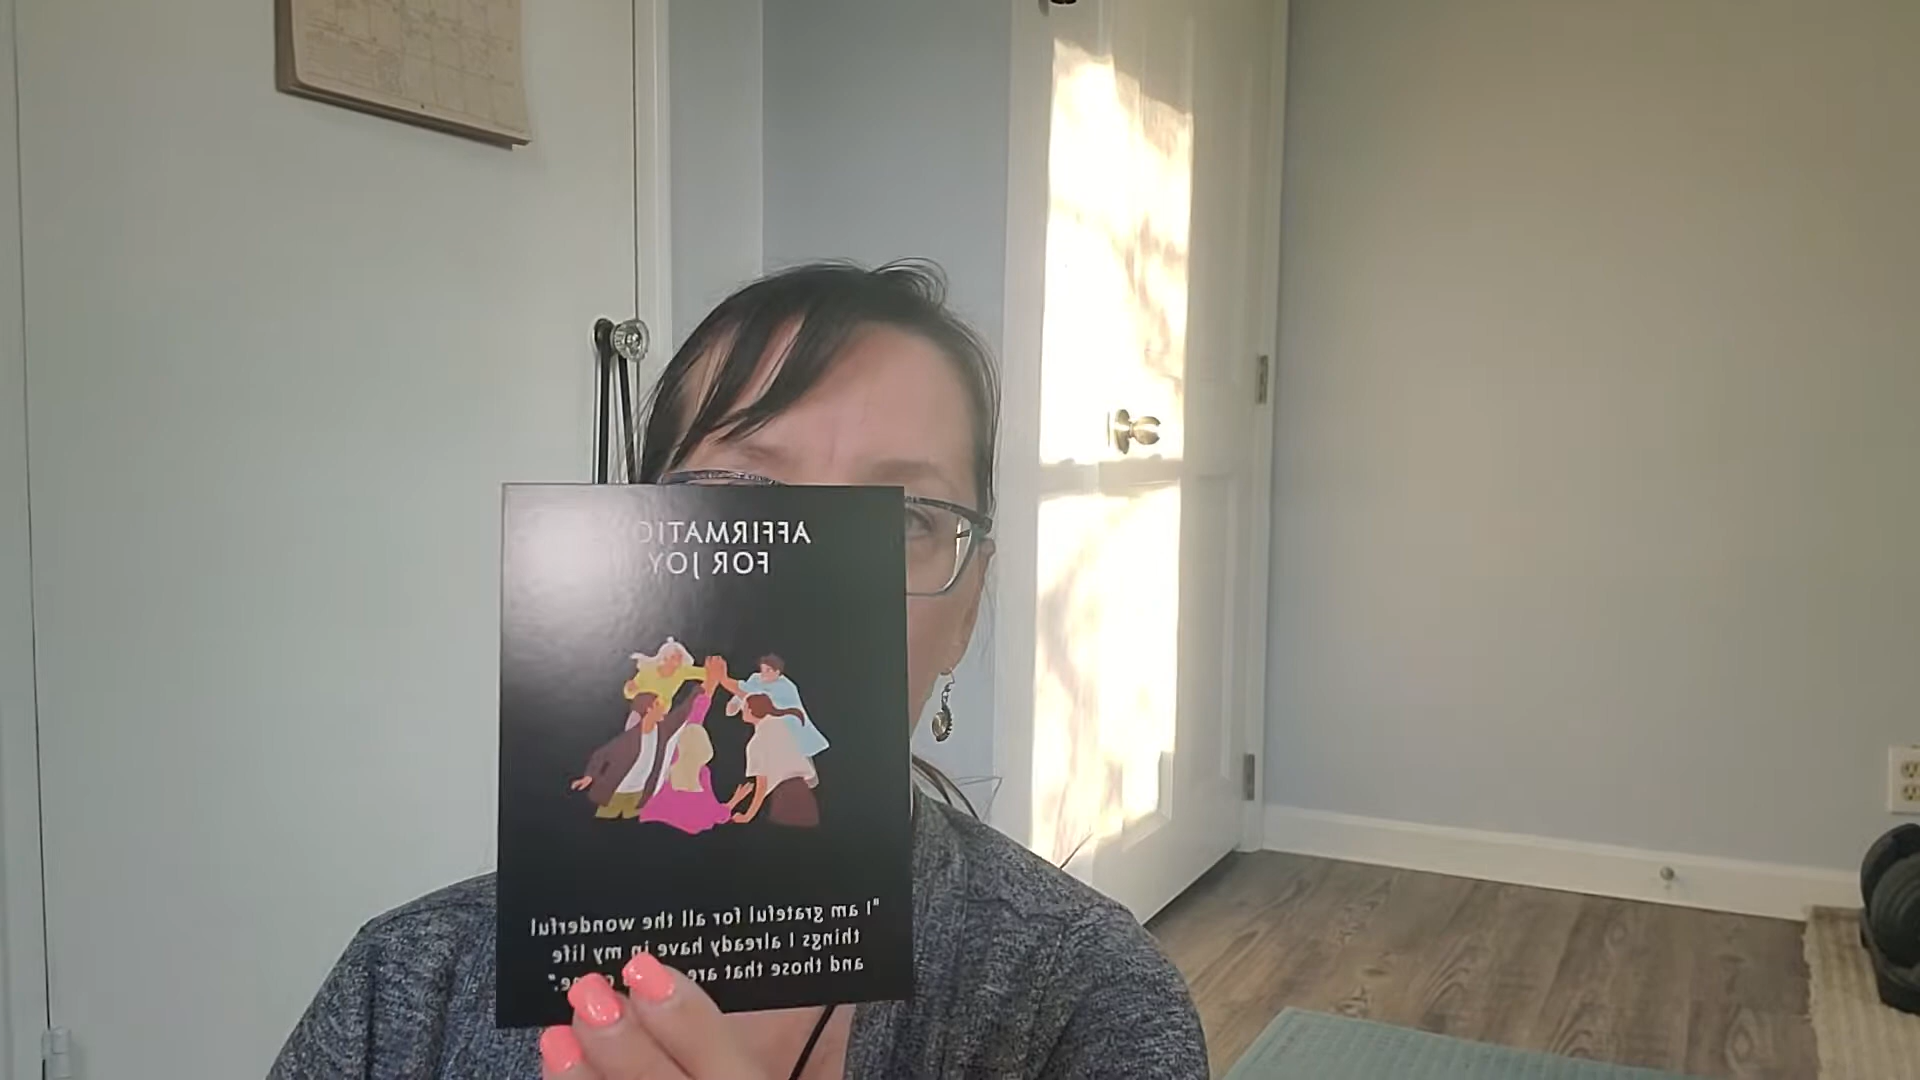 AFFIRMATIO
FOR JOY
"I am grateful for all the wonderful
things I already have in my life
and those that are